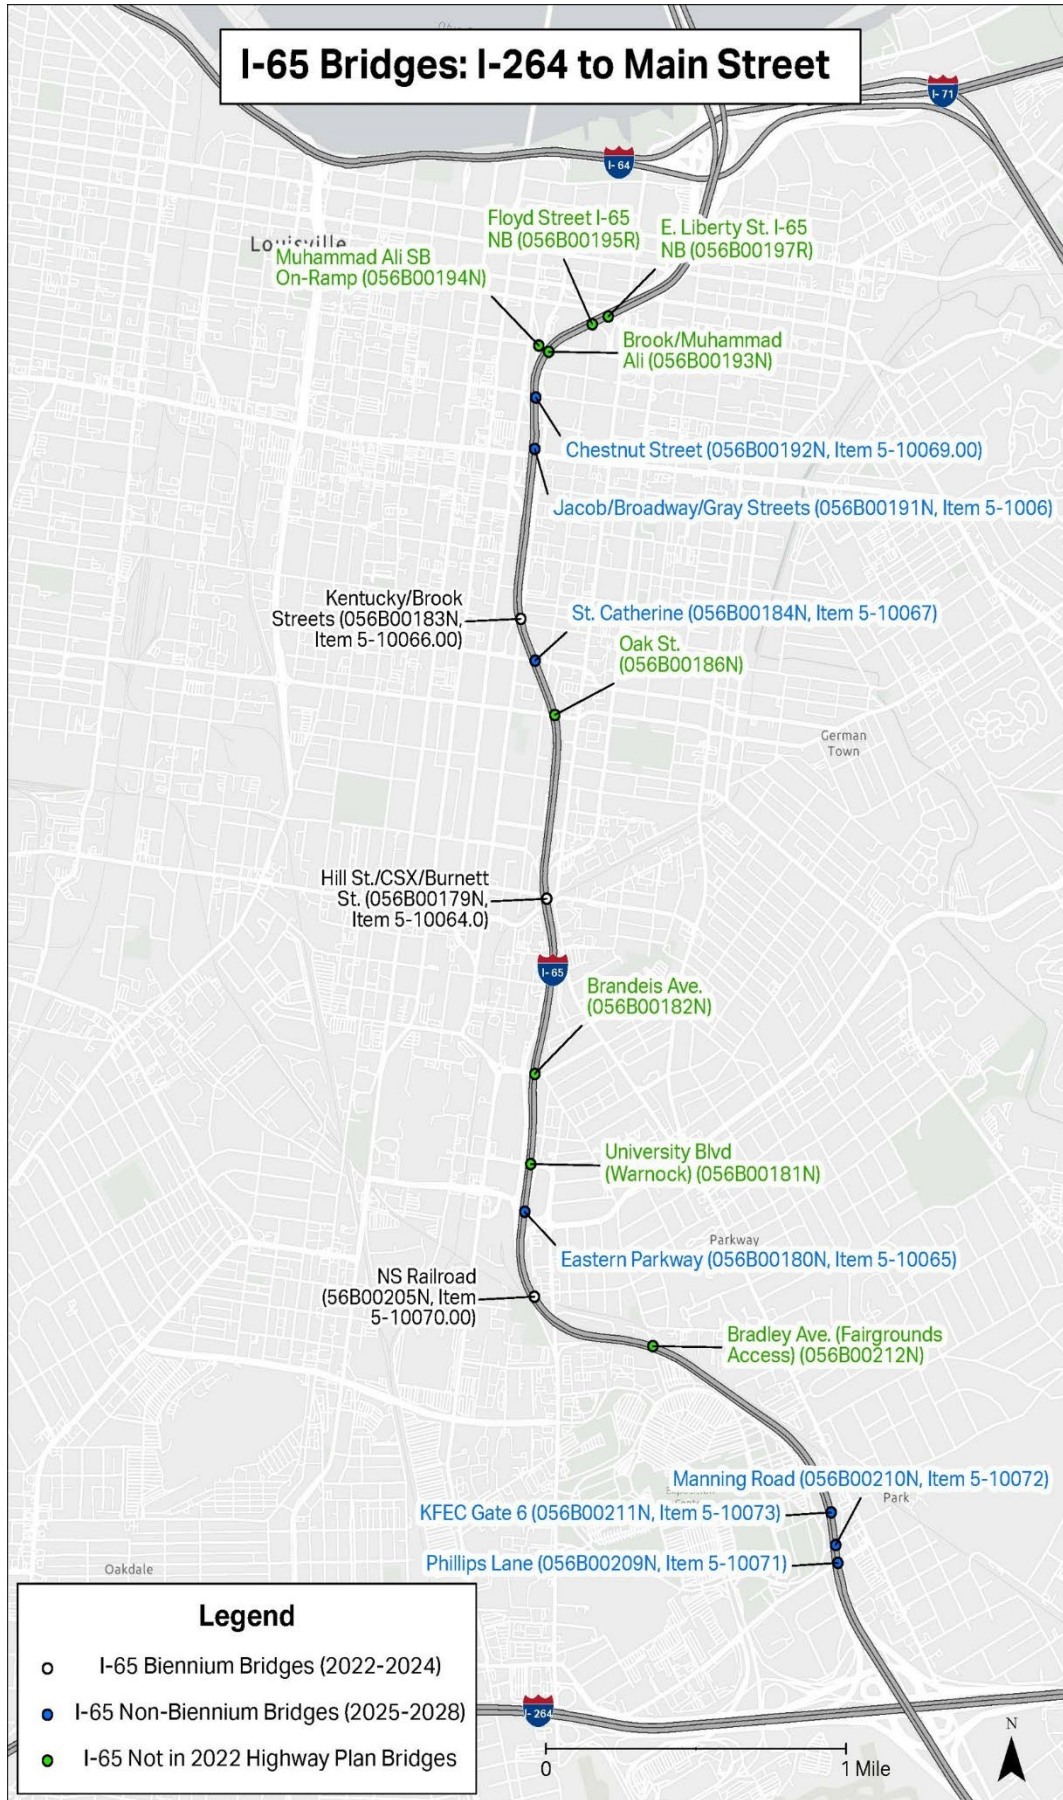 I-65 Bridges: I-264 to Main Street
I-71
I-64
Louisville
Floyd Street I-65
NB (056B00195R)
E. Liberty St. I-65
NB (056B00197R)
Muhammad Ali SB
On-Ramp (056B00194N)
Brook/Muhammad
Ali (056B00193N)
Chestnut Street (056B00192N, Item 5-10069.00)
Jacob/Broadway/Gray Streets (056B00191N, Item 5-1006)
Kentucky/Brook
Streets (056B00183N,
Item 5-10066.00)
St. Catherine (056B00184N, Item 5-10067)
Oak St.
(056B00186N)
German
Town
Hill St./CSX/Burnett
St. (056B00179N,
Item 5-10064.0)
I-65
Brandeis Ave.
(056B00182N)
University Blvd
(Warnock) (056B00181N)
Parkway
Eastern Parkway (056B00180N, Item 5-10065)
NS Railroad
(56B00205N, Item
5-10070.00)
Bradley Ave. (Fairgrounds
Access) (056B00212N)
Manning Road (056B00210N, Item 5-10072)
Park
KFEC Gate 6 (056B00211N, Item 5-10073)
Phillips Lane (056B00209N, Item 5-10071)
Oakdale
Legend
I-65 Biennium Bridges (2022-2024)
I-65 Non-Biennium Bridges (2025-2028)
I-65 Not in 2022 Highway Plan Bridges
I-264
N
0 1 Mile